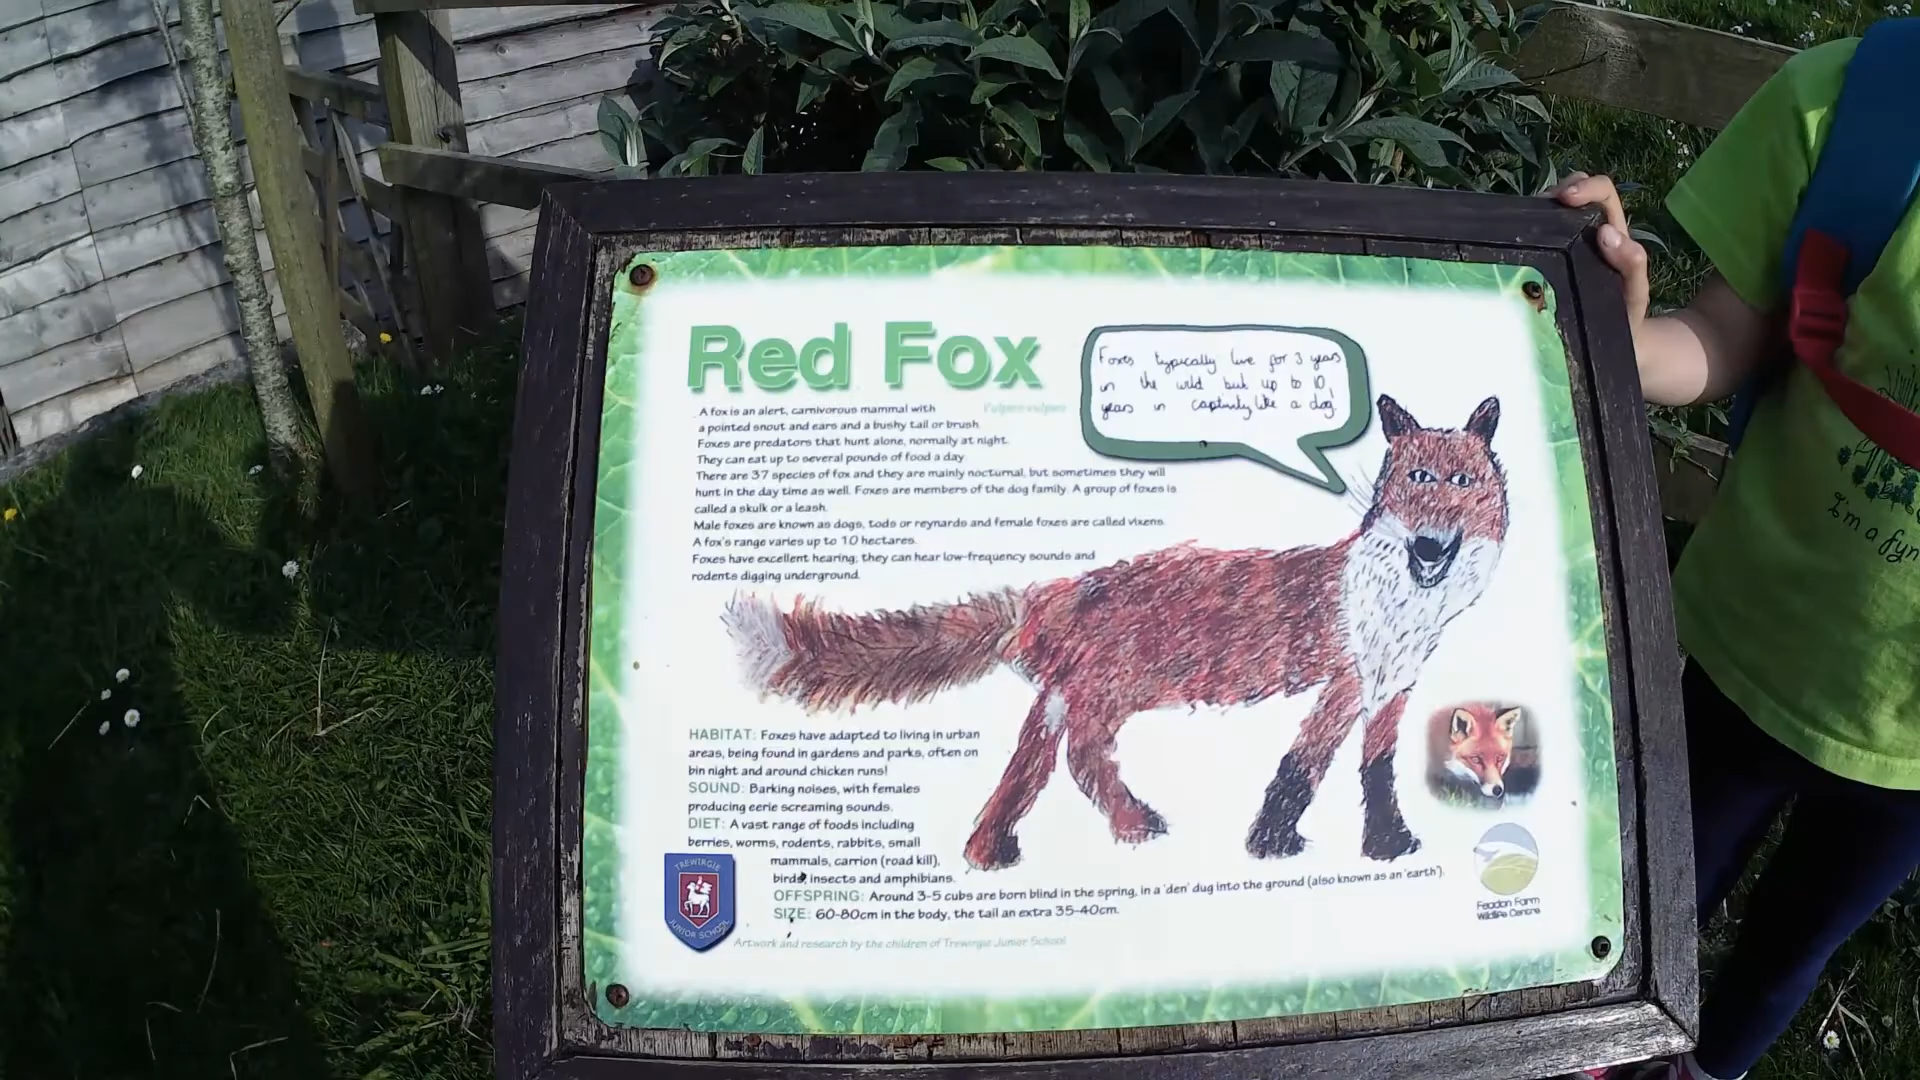 Red Fox
Vulpes vulpes
Foxes typically live for 3 years
in the wild but up to 10
years in captivity like a dog.
A fox is an alert, carnivorous mammal with
a pointed snout and ears and a bushy tail or brush.
Foxes are predators that hunt alone, normally at night.
They can eat up to several pounds of food a day
There are 37 species of fox and they are mainly nocturnal, but sometimes they will
hunt in the day time as well. Foxes are members of the dog family. A group of foxes is
called a skulk or a leash.
Male foxes are known as dogs, tods or reynards and female foxes are called vixens.
A fox's range varies up to 10 hectares.
Foxes have excellent hearing; they can hear low-frequency sounds and
rodents digging underground.
HABITAT: Foxes have adapted to living in urban
areas, being found in gardens and parks, often on
bin night and around chicken runs!
SOUND: Barking noises, with females
producing eerie screaming sounds.
DIET: A vast range of foods including
berries, worms, rodents, rabbits, small
mammals, carrion (road kill),
birds, insects and amphibians.
OFFSPRING: Around 3-5 cubs are born blind in the spring, in a 'den' dug into the ground (also known as an 'earth').
SIZE: 60-80cm in the body, the tail an extra 35-40cm.
Artwork and research by the children of Trewirgie Junior School
TREWIRGIE
JUNIOR SCHOOL
Feadon Farm
Wildlife Centre
I'm a